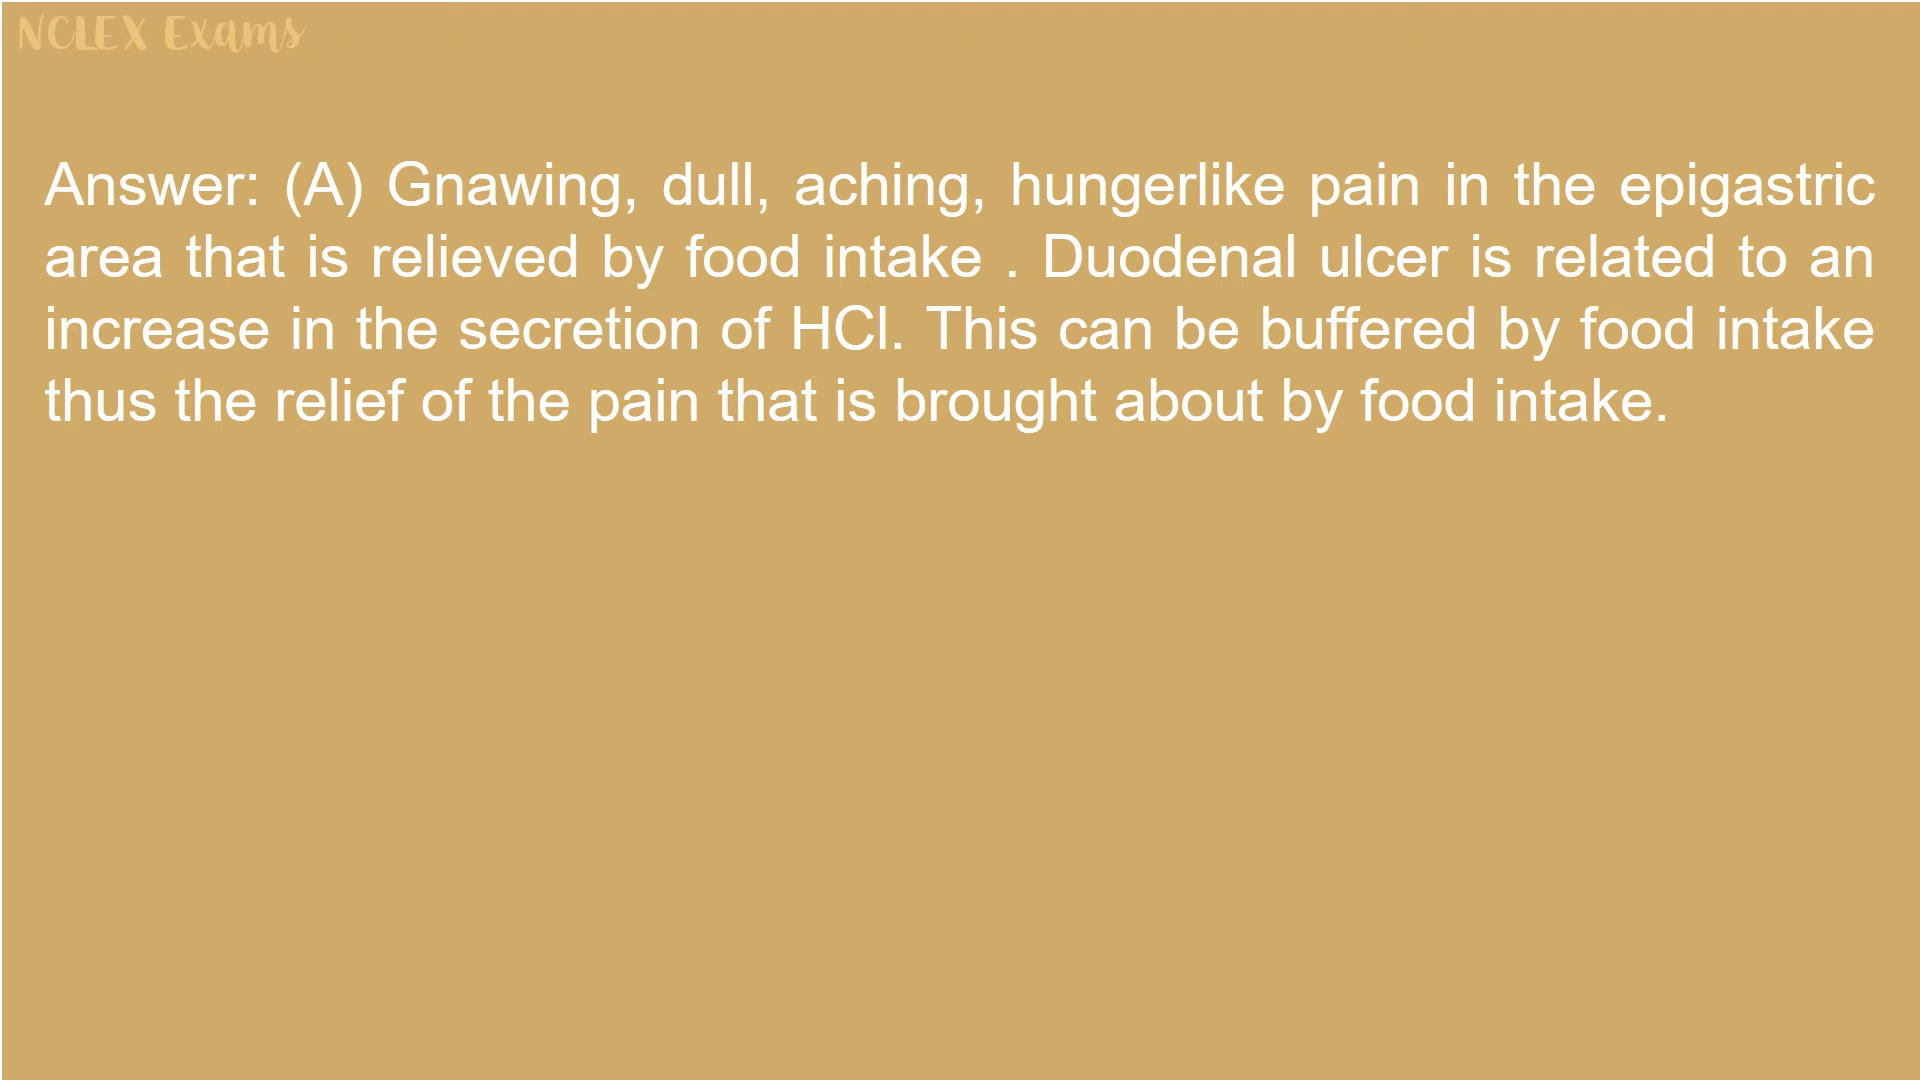 NCLEX Exams
Answer: (A) Gnawing, dull, aching, hungerlike pain in the epigastric
area that is relieved by food intake . Duodenal ulcer is related to an
increase in the secretion of HCl. This can be buffered by food intake
thus the relief of the pain that is brought about by food intake.